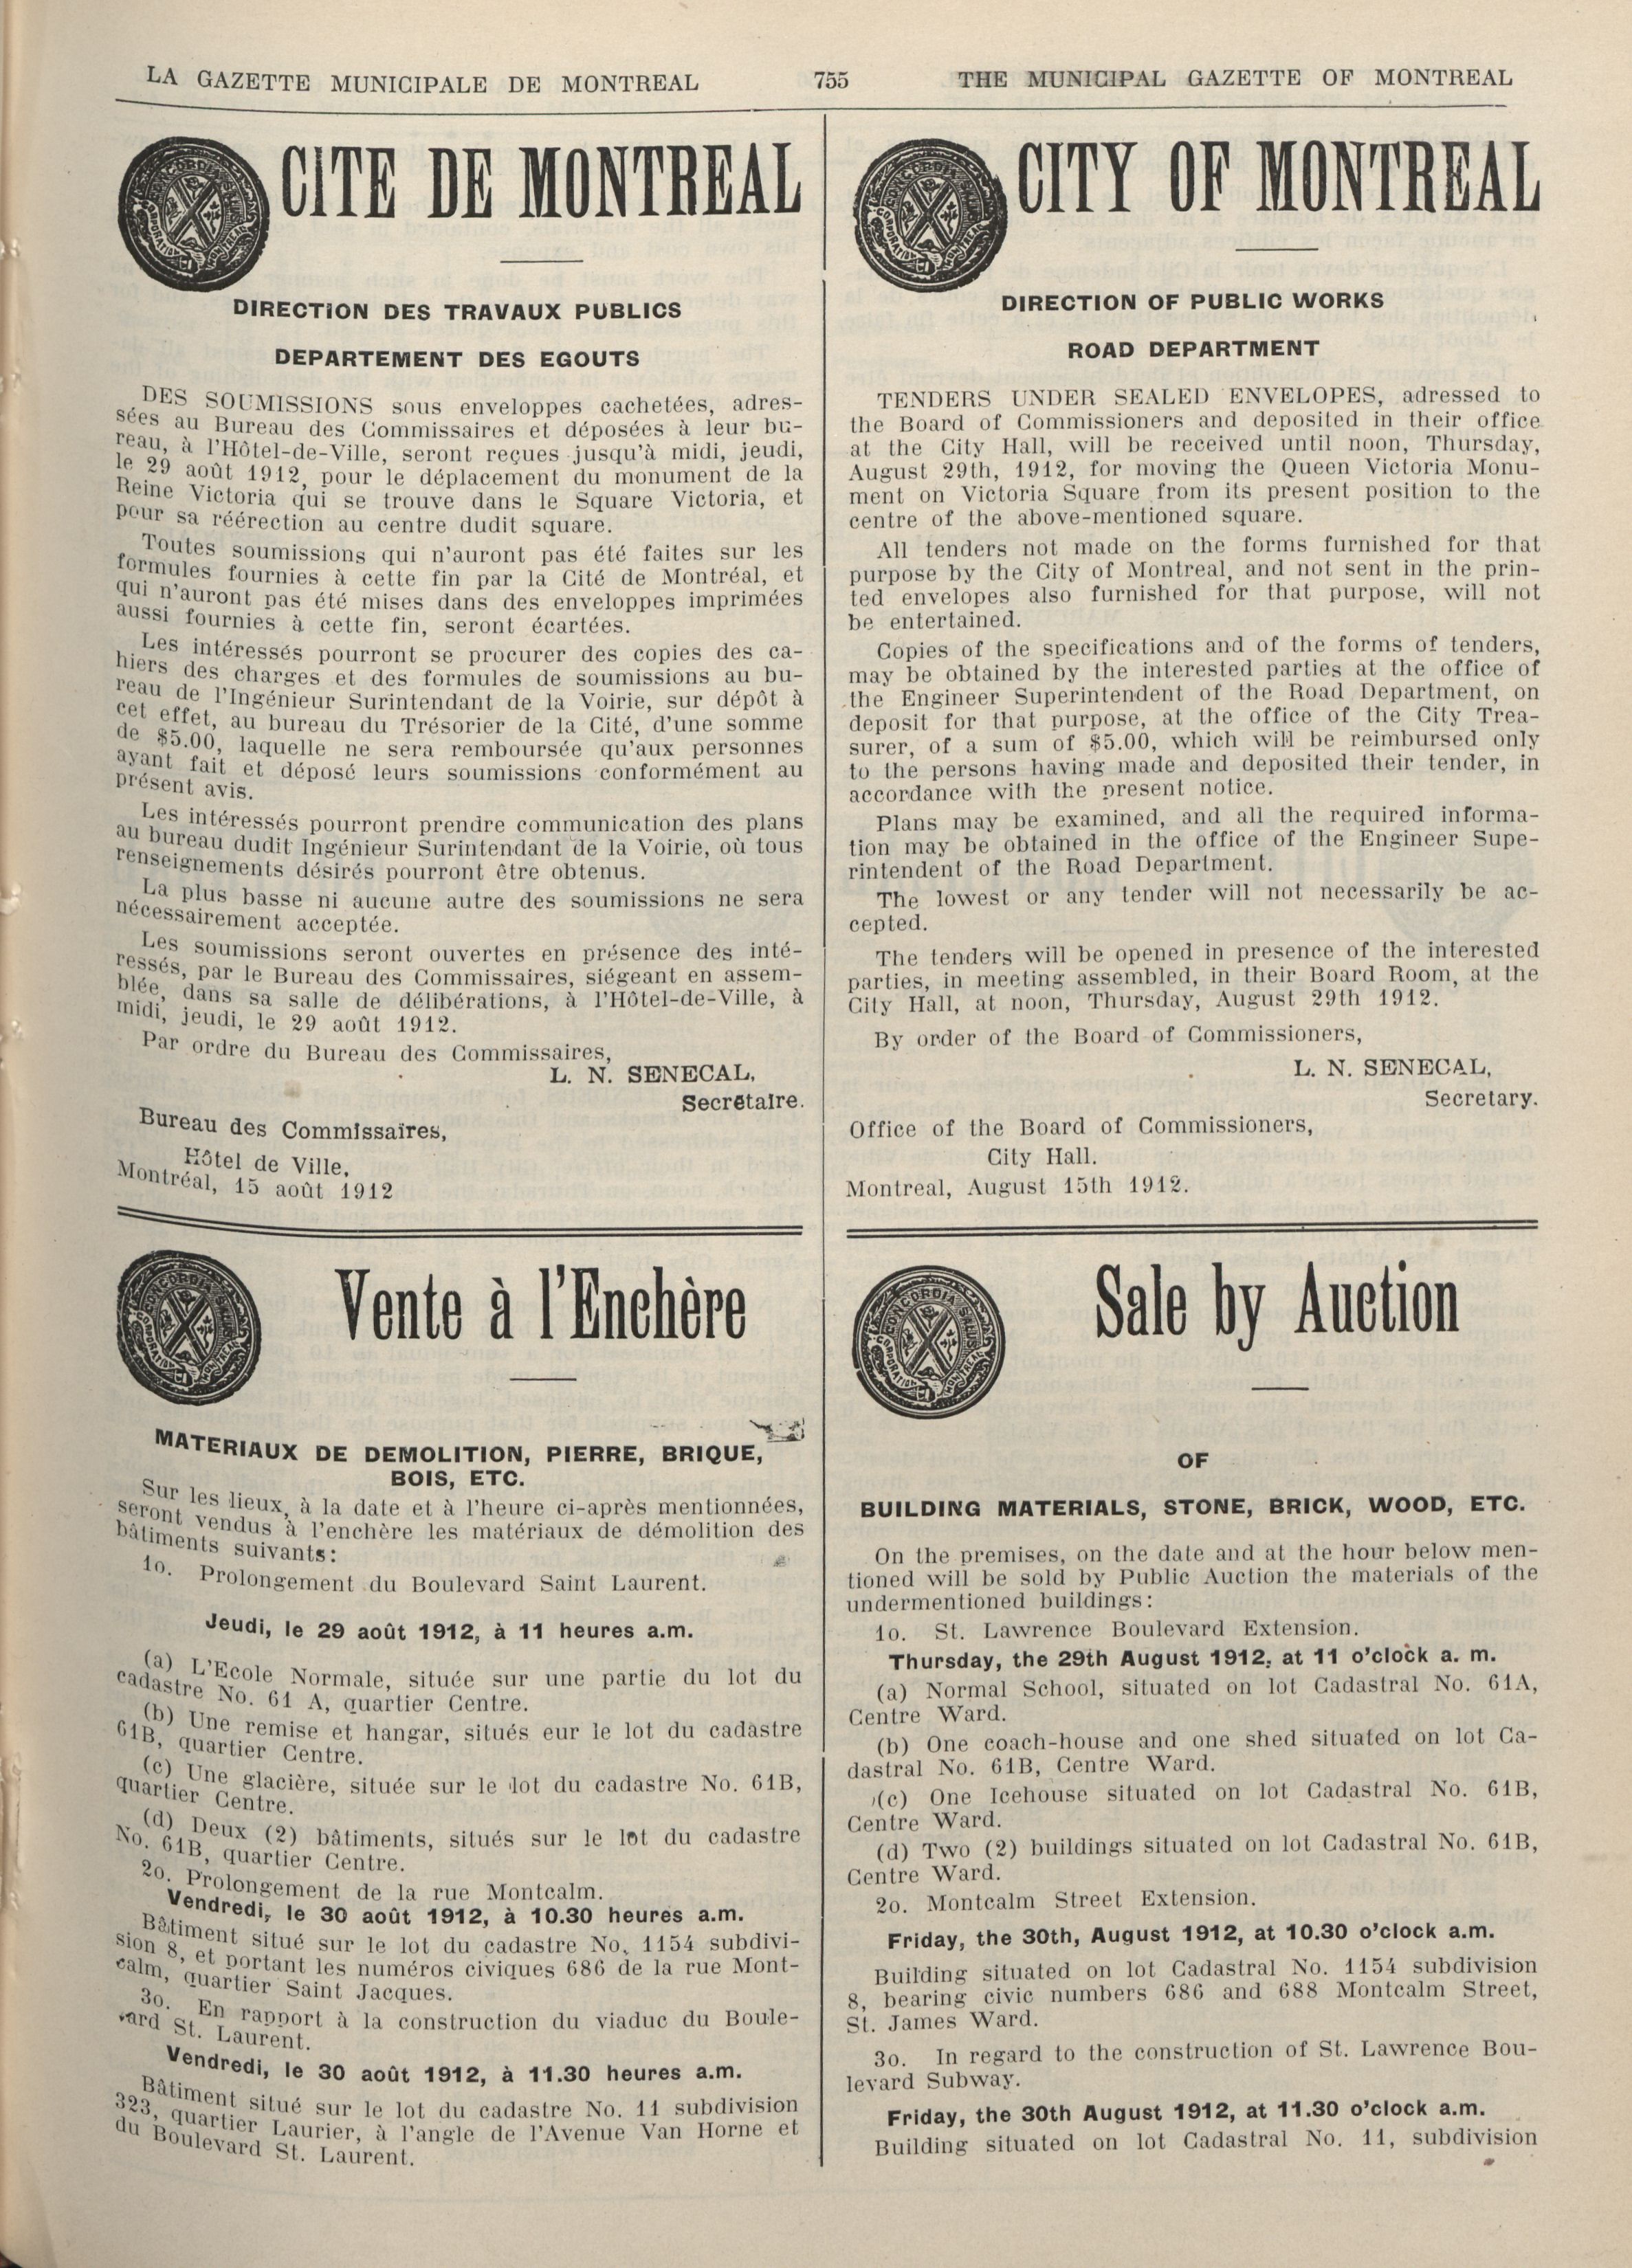 LA GAZETTE MUNICIPALE DE MONTREAL 755 THE MUNICIPAL GAZETTE OF MONTREAL
CITE DE MONTREAL
DIRECTION DES TRAVAUX PUBLICS
DEPARTEMENT DES EGOUTS
DES SOUMISSIONS sous enveloppes cachetées, adres-
sées au Bureau des Commissaires et déposées à leur bu-
reau, à l'Hôtel-de-Ville, seront reçues jusqu'à midi, jeudi,
le 29 août 1912, pour le déplacement du monument de la
Reine Victoria qui se trouve dans le Square Victoria, et
pour sa réérection au centre dudit square.
Toutes soumissions qui n'auront pas été faites sur les
formules fournies à cette fin par la Cité de Montréal, et
qui n'auront pas été mises dans des enveloppes imprimées
aussi fournies à cette fin, seront écartées.
Les intéressés pourront se procurer des copies des ca-
hiers des charges et des formules de soumissions au bu-
reau de l'Ingénieur Surintendant de la Voirie, sur dépôt à
cet effet, au bureau du Trésorier de la Cité, d'une somme
de $5.00, laquelle ne sera remboursée qu'aux personnes
ayant fait et déposé leurs soumissions conformément au
présent avis.
Les intéressés pourront prendre communication des plans
au bureau dudit Ingénieur Surintendant de la Voirie, où tous
renseignements désirés pourront être obtenus.
La plus basse ni aucune autre des soumissions ne sera
nécessairement acceptée.
Les soumissions seront ouvertes en présence des inté-
ressés, par le Bureau des Commissaires, siégeant en assem-
blée, dans sa salle de délibérations, à l'Hôtel-de-Ville, à
midi, jeudi, le 29 août 1912.
Par ordre du Bureau des Commissaires,
L. N. SENECAL,
Secrétaire.
Bureau des Commissaires,
Hôtel de Ville,
Montréal, 15 août 1912
Vente à l'Enchère
MATERIAUX DE DEMOLITION, PIERRE, BRIQUE,
BOIS, ETC.
Sur les lieux, à la date et à l'heure ci-après mentionnées,
seront vendus à l'enchère les matériaux de démolition des
bâtiments suivants:
1o. Prolongement du Boulevard Saint Laurent.
Jeudi, le 29 août 1912, à 11 heures a.m.
(a) L'Ecole Normale, située sur une partie du lot du
cadastre No. 61 A, quartier Centre.
(b) Une remise et hangar, situés eur le lot du cadastre
61B, quartier Centre.
(c) Une glacière, située sur le lot du cadastre No. 61B,
quartier Centre.
(d) Deux (2) bâtiments, situés sur le lot du cadastre
No. 61B, quartier Centre.
2o. Prolongement de la rue Montcalm.
Vendredi, le 30 août 1912, à 10.30 heures a.m.
Bâtiment situé sur le lot du cadastre No. 1154 subdivi-
sion 8, et portant les numéros civiques 686 de la rue Mont-
calm, quartier Saint Jacques.
3o. En rapport à la construction du viaduc du Boule-
vard St. Laurent.
Vendredi, le 30 août 1912, à 11.30 heures a.m.
Bâtiment situé sur le lot du cadastre No. 11 subdivision
323, quartier Laurier, à l'angle de l'Avenue Van Horne et
du Boulevard St. Laurent.
CITY OF MONTREAL
DIRECTION OF PUBLIC WORKS
ROAD DEPARTMENT
TENDERS UNDER SEALED ENVELOPES, adressed to
the Board of Commissioners and deposited in their office
at the City Hall, will be received until noon, Thursday,
August 29th, 1912, for moving the Queen Victoria Monu-
ment on Victoria Square from its present position to the
centre of the above-mentioned square.
All tenders not made on the forms furnished for that
purpose by the City of Montreal, and not sent in the prin-
ted envelopes also furnished for that purpose, will not
be entertained.
Copies of the specifications and of the forms of tenders,
may be obtained by the interested parties at the office of
the Engineer Superintendent of the Road Department, on
deposit for that purpose, at the office of the City Trea-
surer, of a sum of $5.00, which will be reimbursed only
to the persons having made and deposited their tender, in
accordance with the present notice.
Plans may be examined, and all the required informa-
tion may be obtained in the office of the Engineer Supe-
rintendent of the Road Department.
The lowest or any tender will not necessarily be ac-
cepted.
The tenders will be opened in presence of the interested
parties, in meeting assembled, in their Board Room, at the
City Hall, at noon, Thursday, August 29th 1912.
By order of the Board of Commissioners,
L. N. SENECAL,
Secretary.
Office of the Board of Commissioners,
City Hall.
Montreal, August 15th 1912.
Sale by Auction
OF
BUILDING MATERIALS, STONE, BRICK, WOOD, ETC.
On the premises, on the date and at the hour below men-
tioned will be sold by Public Auction the materials of the
undermentioned buildings:
1o. St. Lawrence Boulevard Extension.
Thursday, the 29th August 1912, at 11 o'clock a. m.
(a) Normal School, situated on lot Cadastral No. 61A,
Centre Ward.
(b) One coach-house and one shed situated on lot Ca-
dastral No. 61B, Centre Ward.
(c) One Icehouse situated on lot Cadastral No. 61B,
Centre Ward.
(d) Two (2) buildings situated on lot Cadastral No. 61B,
Centre Ward.
2o. Montcalm Street Extension.
Friday, the 30th, August 1912, at 10.30 o'clock a.m.
Building situated on lot Cadastral No. 1154 subdivision
8, bearing civic numbers 686 and 688 Montcalm Street,
St. James Ward.
3o. In regard to the construction of St. Lawrence Bou-
levard Subway.
Friday, the 30th August 1912, at 11.30 o'clock a.m.
Building situated on lot Cadastral No. 11, subdivision